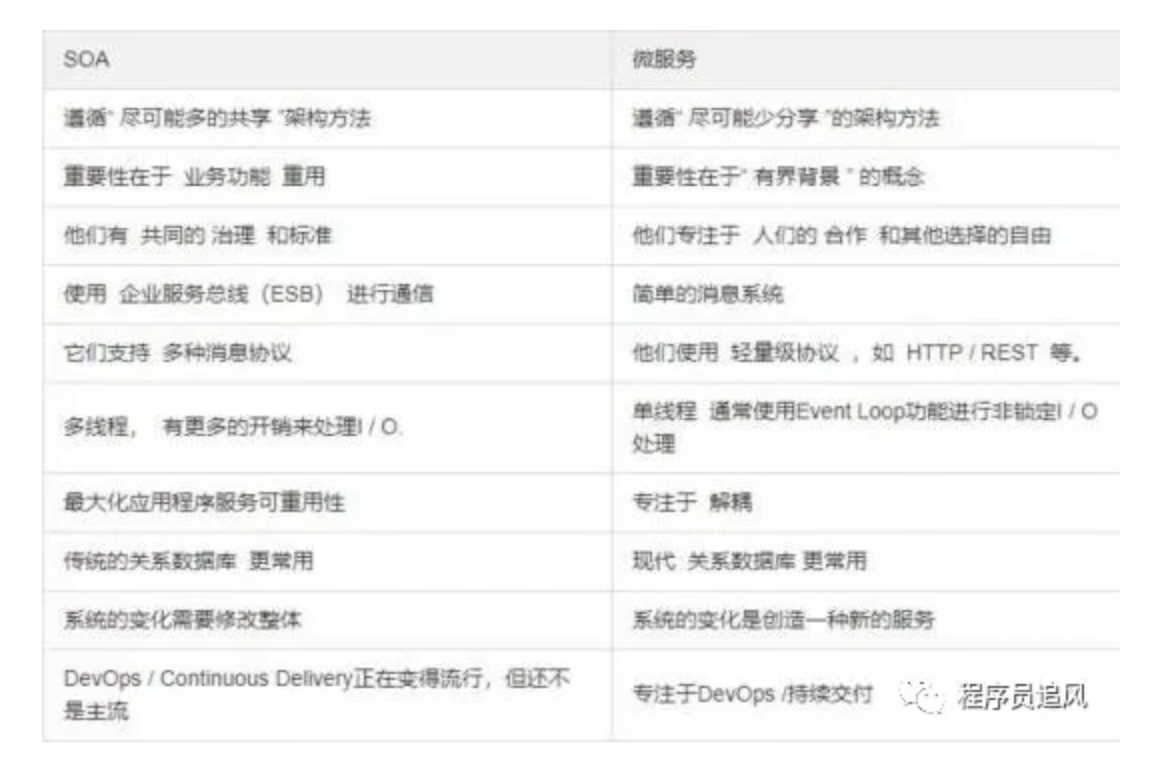 SOA
微服务
遵循“ 尽可能多的共享 ”架构方法
遵循“ 尽可能少分享 ”的架构方法
重要性在于 业务功能 重用
重要性在于“ 有界背景 ” 的概念
他们有 共同的 治理 和标准
他们专注于 人们的 合作 和其他选择的自由
使用 企业服务总线（ESB） 进行通信
简单的消息系统
它们支持 多种消息协议
他们使用 轻量级协议 ，如 HTTP / REST 等。
多线程， 有更多的开销来处理I / O.
单线程 通常使用Event Loop功能进行非锁定I / O
处理
最大化应用程序服务可重用性
专注于 解耦
传统的关系数据库 更常用
现代 关系数据库 更常用
系统的变化需要修改整体
系统的变化是创造一种新的服务
DevOps / Continuous Delivery正在变得流行，但还不
是主流
专注于DevOps /持续交付
程序员追风